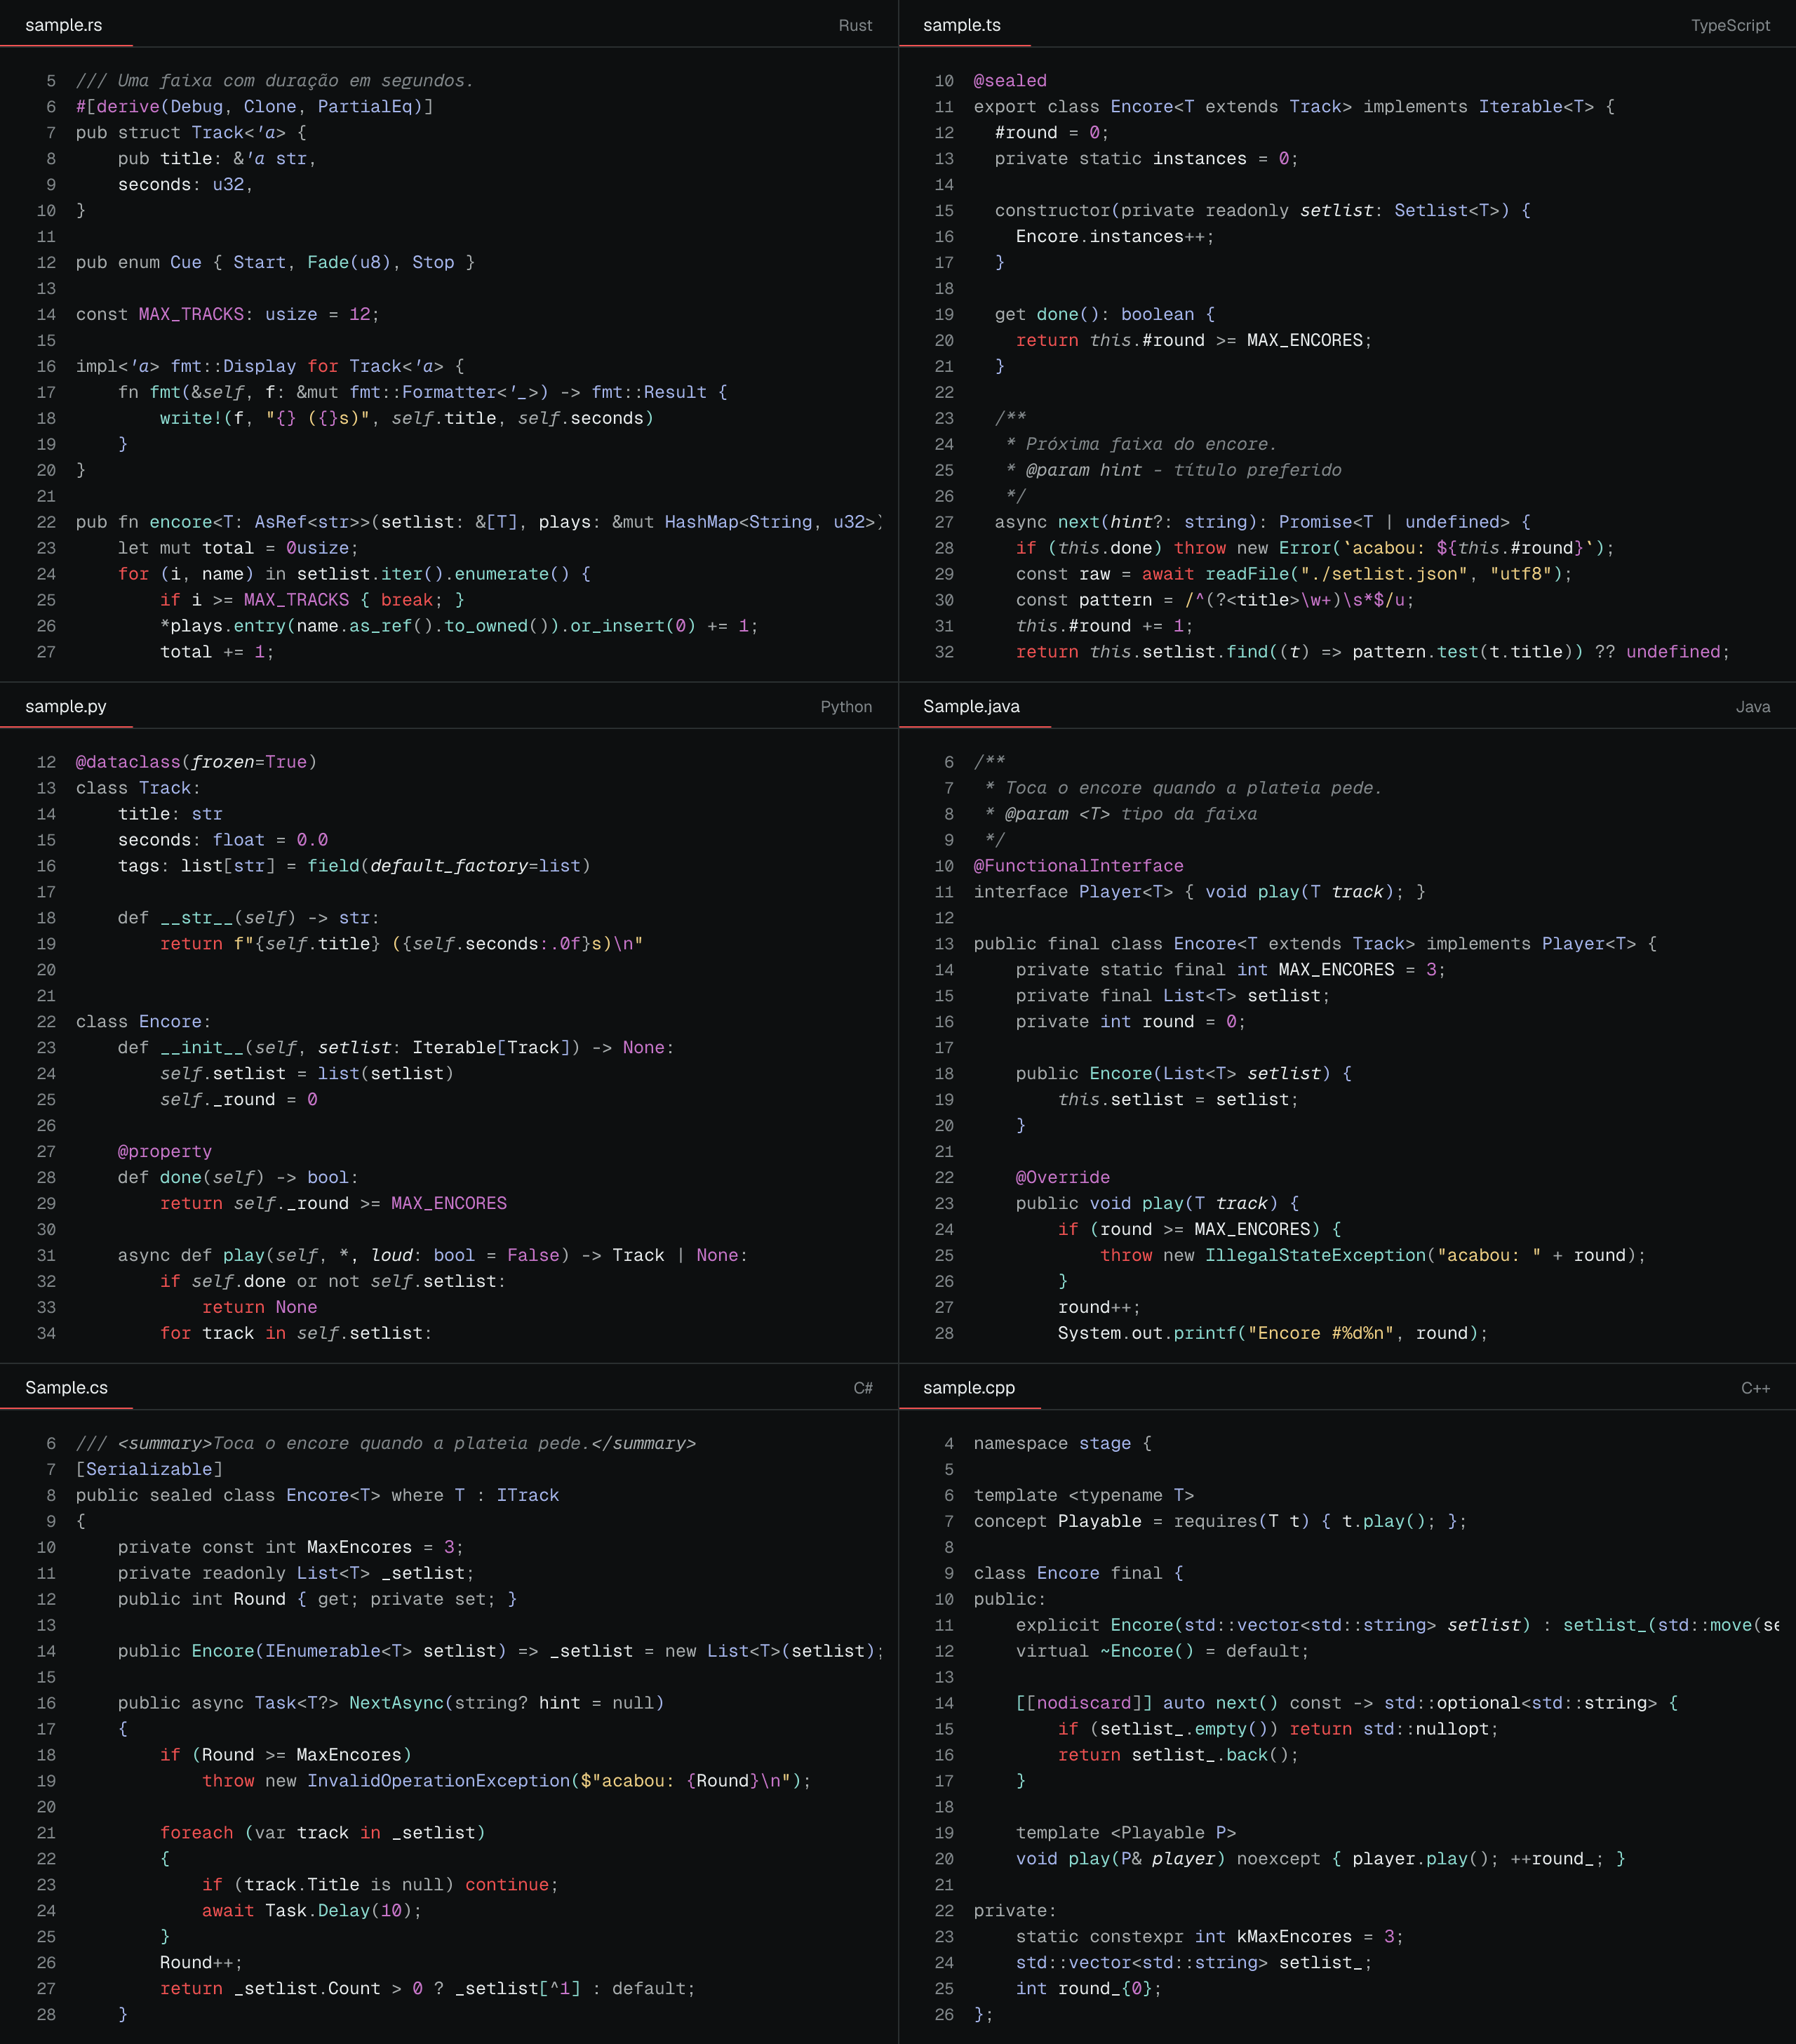 sample.rs
Rust
5 /// Uma faixa com duração em segundos.
6 #[derive(Debug, Clone, PartialEq)]
7 pub struct Track<'a> {
8     pub title: &'a str,
9     seconds: u32,
10 }
11
12 pub enum Cue { Start, Fade(u8), Stop }
13
14 const MAX_TRACKS: usize = 12;
15
16 impl<'a> fmt::Display for Track<'a> {
17     fn fmt(&self, f: &mut fmt::Formatter<'_>) -> fmt::Result {
18         write!(f, "{} ({}s)", self.title, self.seconds)
19     }
20 }
21
22 pub fn encore<T: AsRef<str>>(setlist: &[T], plays: &mut HashMap<String, u32>)
23     let mut total = 0usize;
24     for (i, name) in setlist.iter().enumerate() {
25         if i >= MAX_TRACKS { break; }
26         *plays.entry(name.as_ref().to_owned()).or_insert(0) += 1;
27         total += 1;
sample.ts
TypeScript
10 @sealed
11 export class Encore<T extends Track> implements Iterable<T> {
12   #round = 0;
13   private static instances = 0;
14
15   constructor(private readonly setlist: Setlist<T>) {
16     Encore.instances++;
17   }
18
19   get done(): boolean {
20     return this.#round >= MAX_ENCORES;
21   }
22
23   /**
24    * Próxima faixa do encore.
25    * @param hint - título preferido
26    */
27   async next(hint?: string): Promise<T | undefined> {
28     if (this.done) throw new Error(`acabou: ${this.#round}`);
29     const raw = await readFile("./setlist.json", "utf8");
30     const pattern = /^(?<title>\w+)\s*$/u;
31     this.#round += 1;
32     return this.setlist.find((t) => pattern.test(t.title)) ?? undefined;
sample.py
Python
12 @dataclass(frozen=True)
13 class Track:
14     title: str
15     seconds: float = 0.0
16     tags: list[str] = field(default_factory=list)
17
18     def __str__(self) -> str:
19         return f"{self.title} ({self.seconds:.0f}s)\n"
20
21
22 class Encore:
23     def __init__(self, setlist: Iterable[Track]) -> None:
24         self.setlist = list(setlist)
25         self._round = 0
26
27     @property
28     def done(self) -> bool:
29         return self._round >= MAX_ENCORES
30
31     async def play(self, *, loud: bool = False) -> Track | None:
32         if self.done or not self.setlist:
33             return None
34         for track in self.setlist:
Sample.java
Java
6 /**
7  * Toca o encore quando a plateia pede.
8  * @param <T> tipo da faixa
9  */
10 @FunctionalInterface
11 interface Player<T> { void play(T track); }
12
13 public final class Encore<T extends Track> implements Player<T> {
14     private static final int MAX_ENCORES = 3;
15     private final List<T> setlist;
16     private int round = 0;
17
18     public Encore(List<T> setlist) {
19         this.setlist = setlist;
20     }
21
22     @Override
23     public void play(T track) {
24         if (round >= MAX_ENCORES) {
25             throw new IllegalStateException("acabou: " + round);
26         }
27         round++;
28         System.out.printf("Encore #%d%n", round);
Sample.cs
C#
6 /// <summary>Toca o encore quando a plateia pede.</summary>
7 [Serializable]
8 public sealed class Encore<T> where T : ITrack
9 {
10     private const int MaxEncores = 3;
11     private readonly List<T> _setlist;
12     public int Round { get; private set; }
13
14     public Encore(IEnumerable<T> setlist) => _setlist = new List<T>(setlist);
15
16     public async Task<T?> NextAsync(string? hint = null)
17     {
18         if (Round >= MaxEncores)
19             throw new InvalidOperationException($"acabou: {Round}\n");
20
21         foreach (var track in _setlist)
22         {
23             if (track.Title is null) continue;
24             await Task.Delay(10);
25         }
26         Round++;
27         return _setlist.Count > 0 ? _setlist[^1] : default;
28     }
sample.cpp
C++
4 namespace stage {
5
6 template <typename T>
7 concept Playable = requires(T t) { t.play(); };
8
9 class Encore final {
10 public:
11     explicit Encore(std::vector<std::string> setlist) : setlist_(std::move(se
12     virtual ~Encore() = default;
13
14     [[nodiscard]] auto next() const -> std::optional<std::string> {
15         if (setlist_.empty()) return std::nullopt;
16         return setlist_.back();
17     }
18
19     template <Playable P>
20     void play(P& player) noexcept { player.play(); ++round_; }
21
22 private:
23     static constexpr int kMaxEncores = 3;
24     std::vector<std::string> setlist_;
25     int round_{0};
26 };